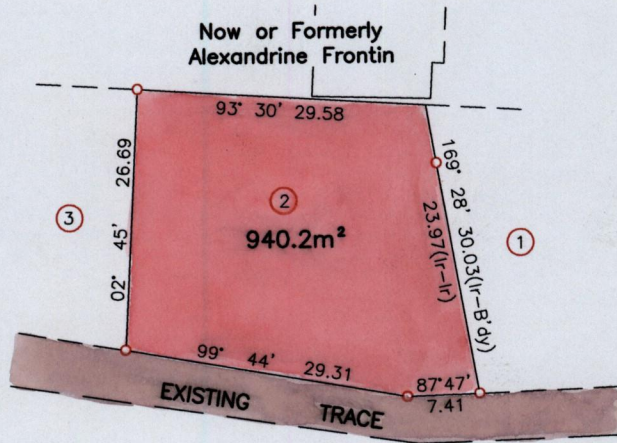 Now or Formerly
Alexandrine Frontin
93° 30' 29.58
26.69
02° 45'
169° 28' 30.03(Ir-B'dy)
23.97(Ir-Ir)
3
2
1
940.2m²
99° 44' 29.31
87°47'
7.41
EXISTING TRACE